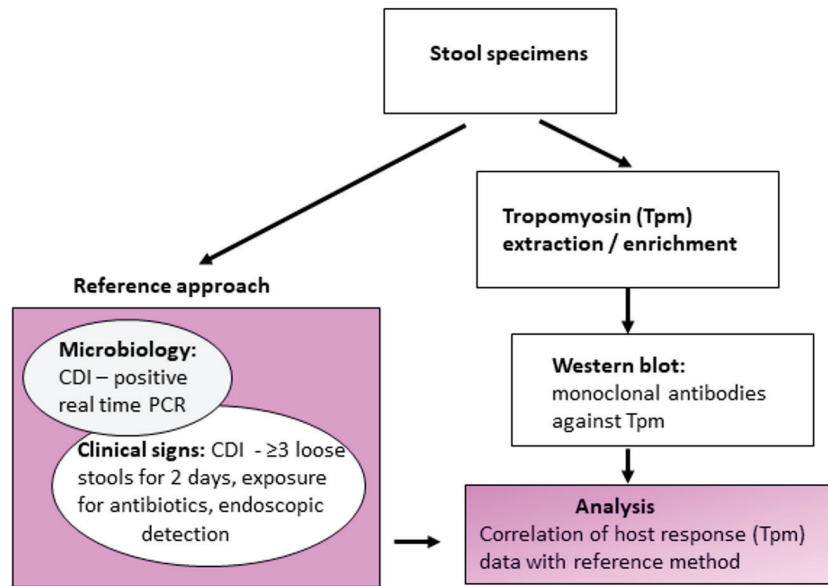 Stool specimens
Tropomyosin (Tpm)
extraction / enrichment
Reference approach
Microbiology:
CDI – positive
real time PCR
Clinical signs: CDI - ≥3 loose
stools for 2 days, exposure
for antibiotics, endoscopic
detection
Western blot:
monoclonal antibodies
against Tpm
Analysis
Correlation of host response (Tpm)
data with reference method